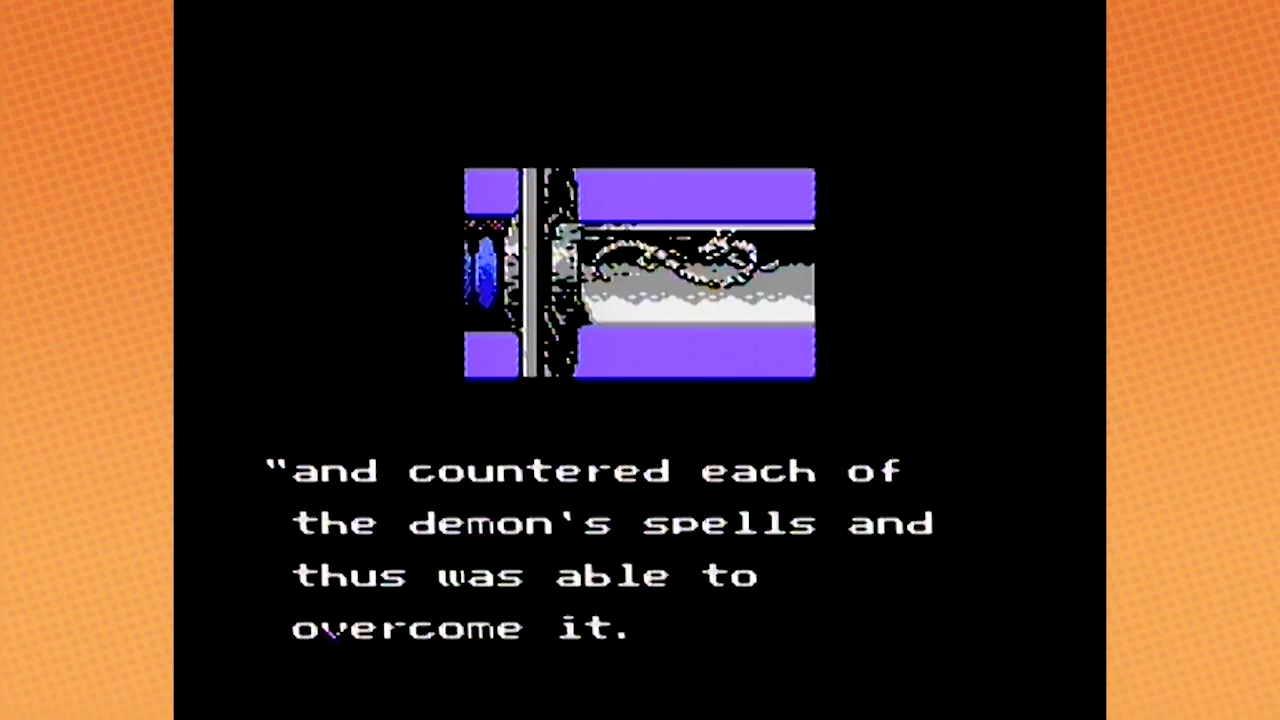 "and countered each of
the demon's spells and
thus was able to
overcome it.